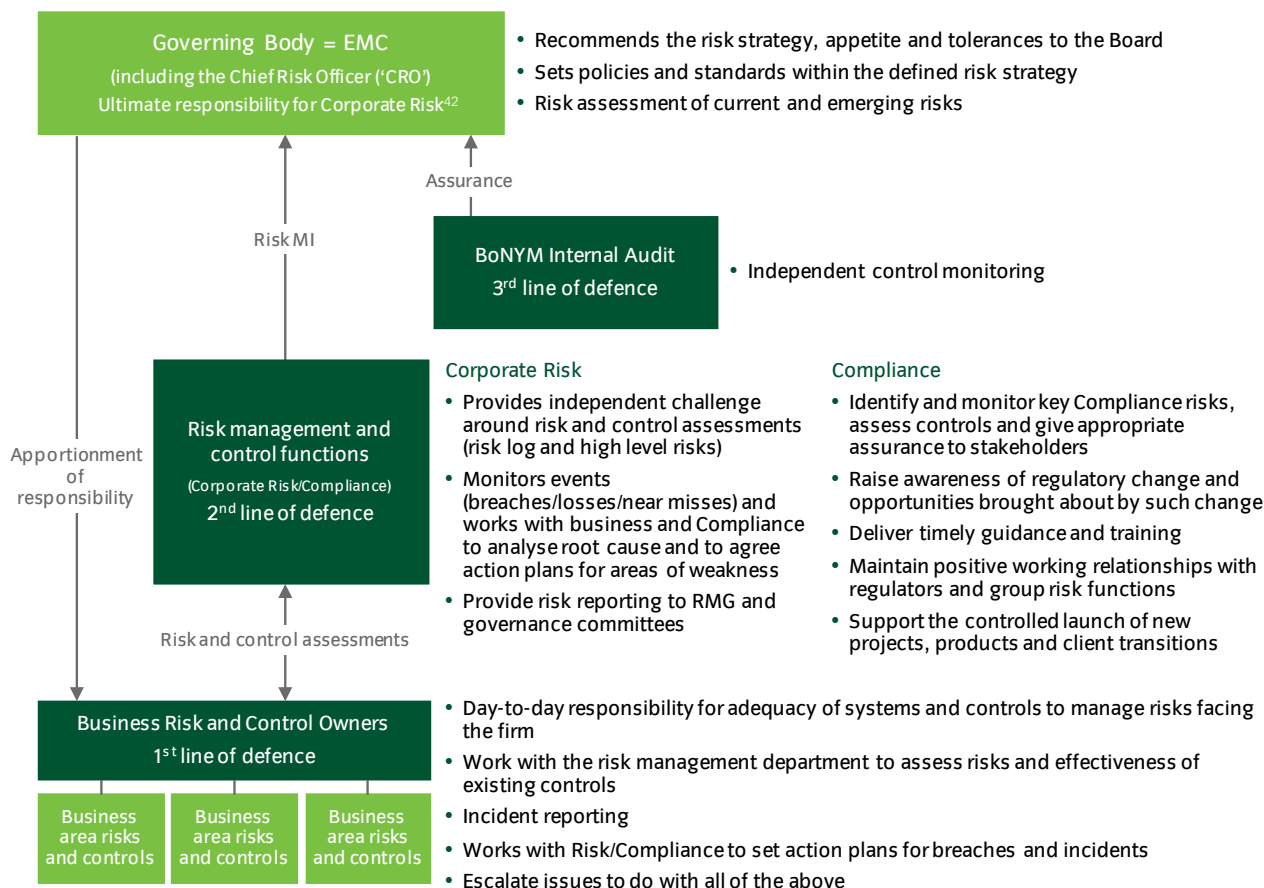 Governing Body = EMC
(including the Chief Risk Officer (‘CRO’)
Ultimate responsibility for Corporate Risk42
• Recommends the risk strategy, appetite and tolerances to the Board
• Sets policies and standards within the defined risk strategy
• Risk assessment of current and emerging risks
Assurance
Risk MI
BoNYM Internal Audit
3rd line of defence
• Independent control monitoring
Apportionment
of
responsibility
Risk management and
control functions
(Corporate Risk/Compliance)
2nd line of defence
Corporate Risk
• Provides independent challenge
around risk and control assessments
(risk log and high level risks)
• Monitors events
(breaches/losses/near misses) and
works with business and Compliance
to analyse root cause and to agree
action plans for areas of weakness
• Provide risk reporting to RMG and
governance committees
Compliance
• Identify and monitor key Compliance risks,
assess controls and give appropriate
assurance to stakeholders
• Raise awareness of regulatory change and
opportunities brought about by such change
• Deliver timely guidance and training
• Maintain positive working relationships with
regulators and group risk functions
• Support the controlled launch of new
projects, products and client transitions
Risk and control assessments
Business Risk and Control Owners
1st line of defence
Business
area risks
and controls
Business
area risks
and controls
Business
area risks
and controls
• Day-to-day responsibility for adequacy of systems and controls to manage risks facing
the firm
• Work with the risk management department to assess risks and effectiveness of
existing controls
• Incident reporting
• Works with Risk/Compliance to set action plans for breaches and incidents
• Escalate issues to do with all of the above